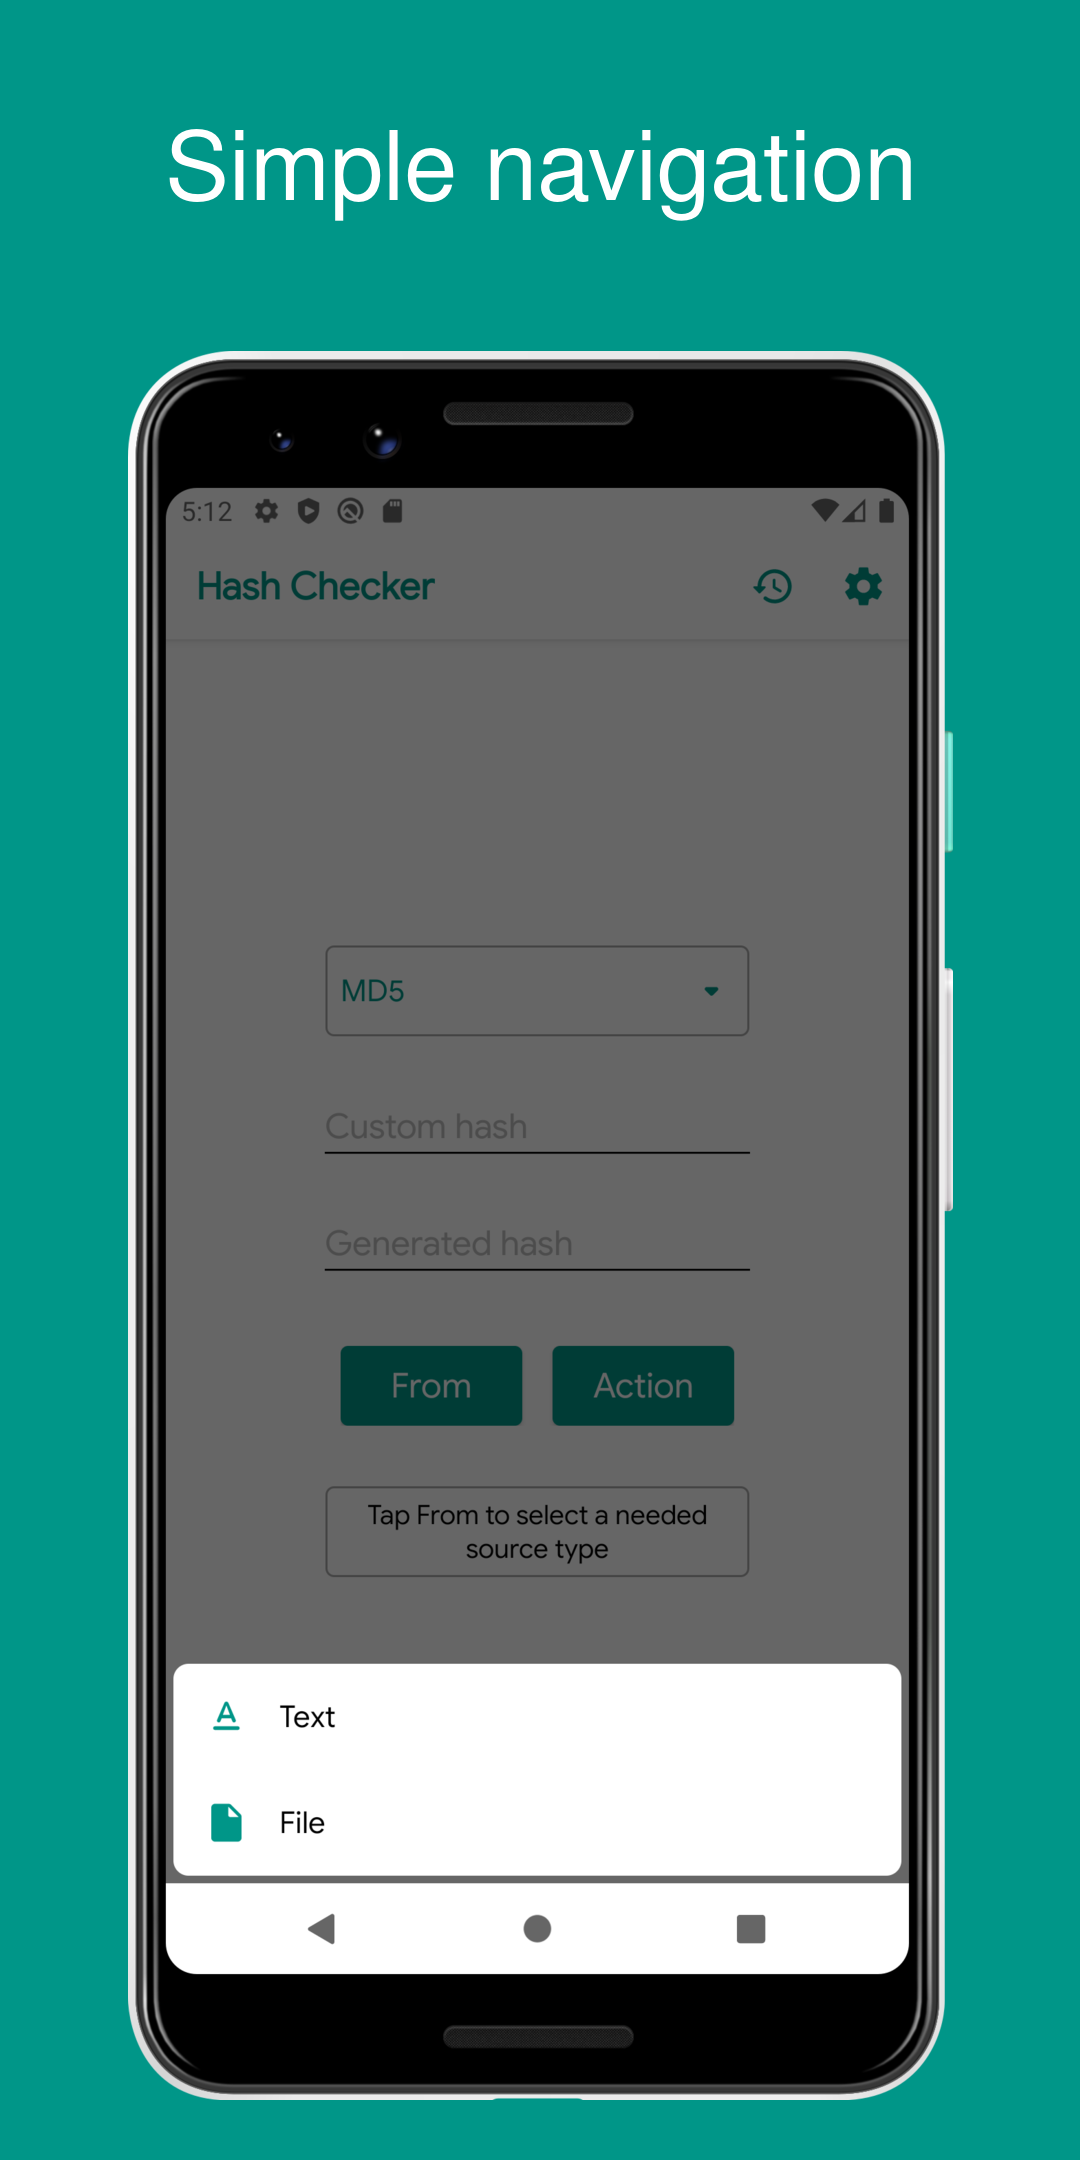 Simple navigation
5:12
Hash Checker
MD5
Custom hash
Generated hash
From
Action
Tap From to select a needed
source type
Text
File